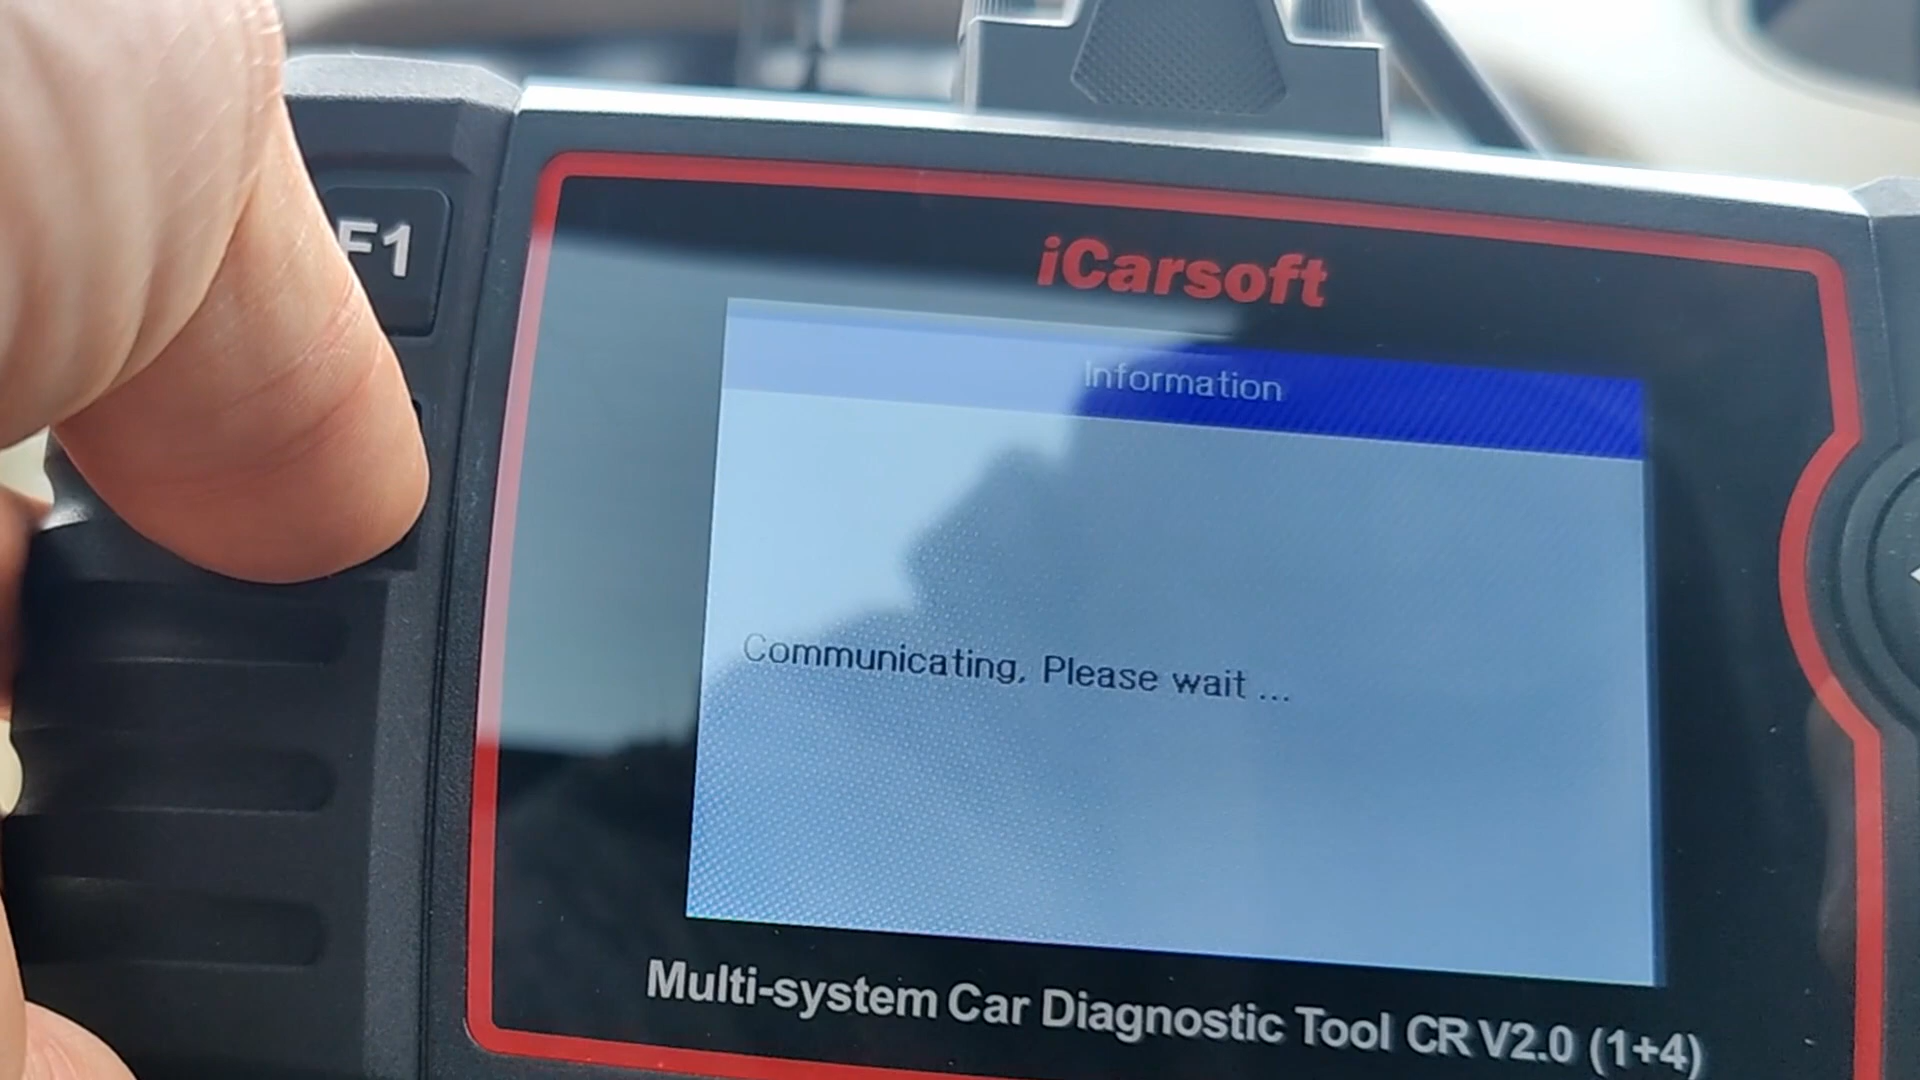 F1
iCarsoft
Information
Communicating, Please wait ...
Multi-system Car Diagnostic Tool CR V2.0 (1+4)